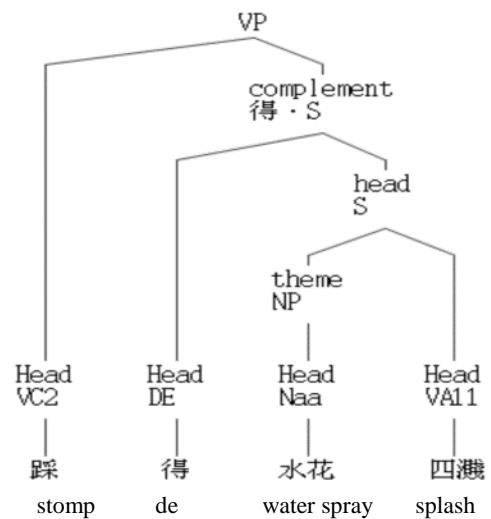 VP
complement
得・S
head
S
theme
NP
Head Head Head Head
VC2 DE Naa VA11
踩 得 水花 四濺
stomp de water spray splash